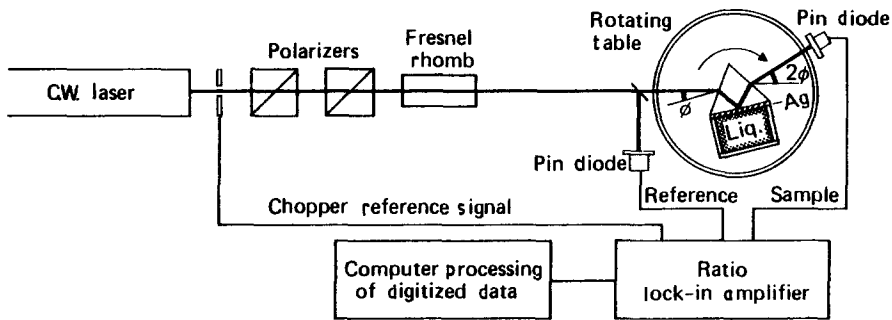 Pin diode
Rotating
table
Fresnel
rhomb
Polarizers
C.W. laser
2ϕ
ϕ
Ag
Liq.
Pin diode
Reference
Sample
Chopper reference signal
Computer processing
of digitized data
Ratio
lock-in amplifier